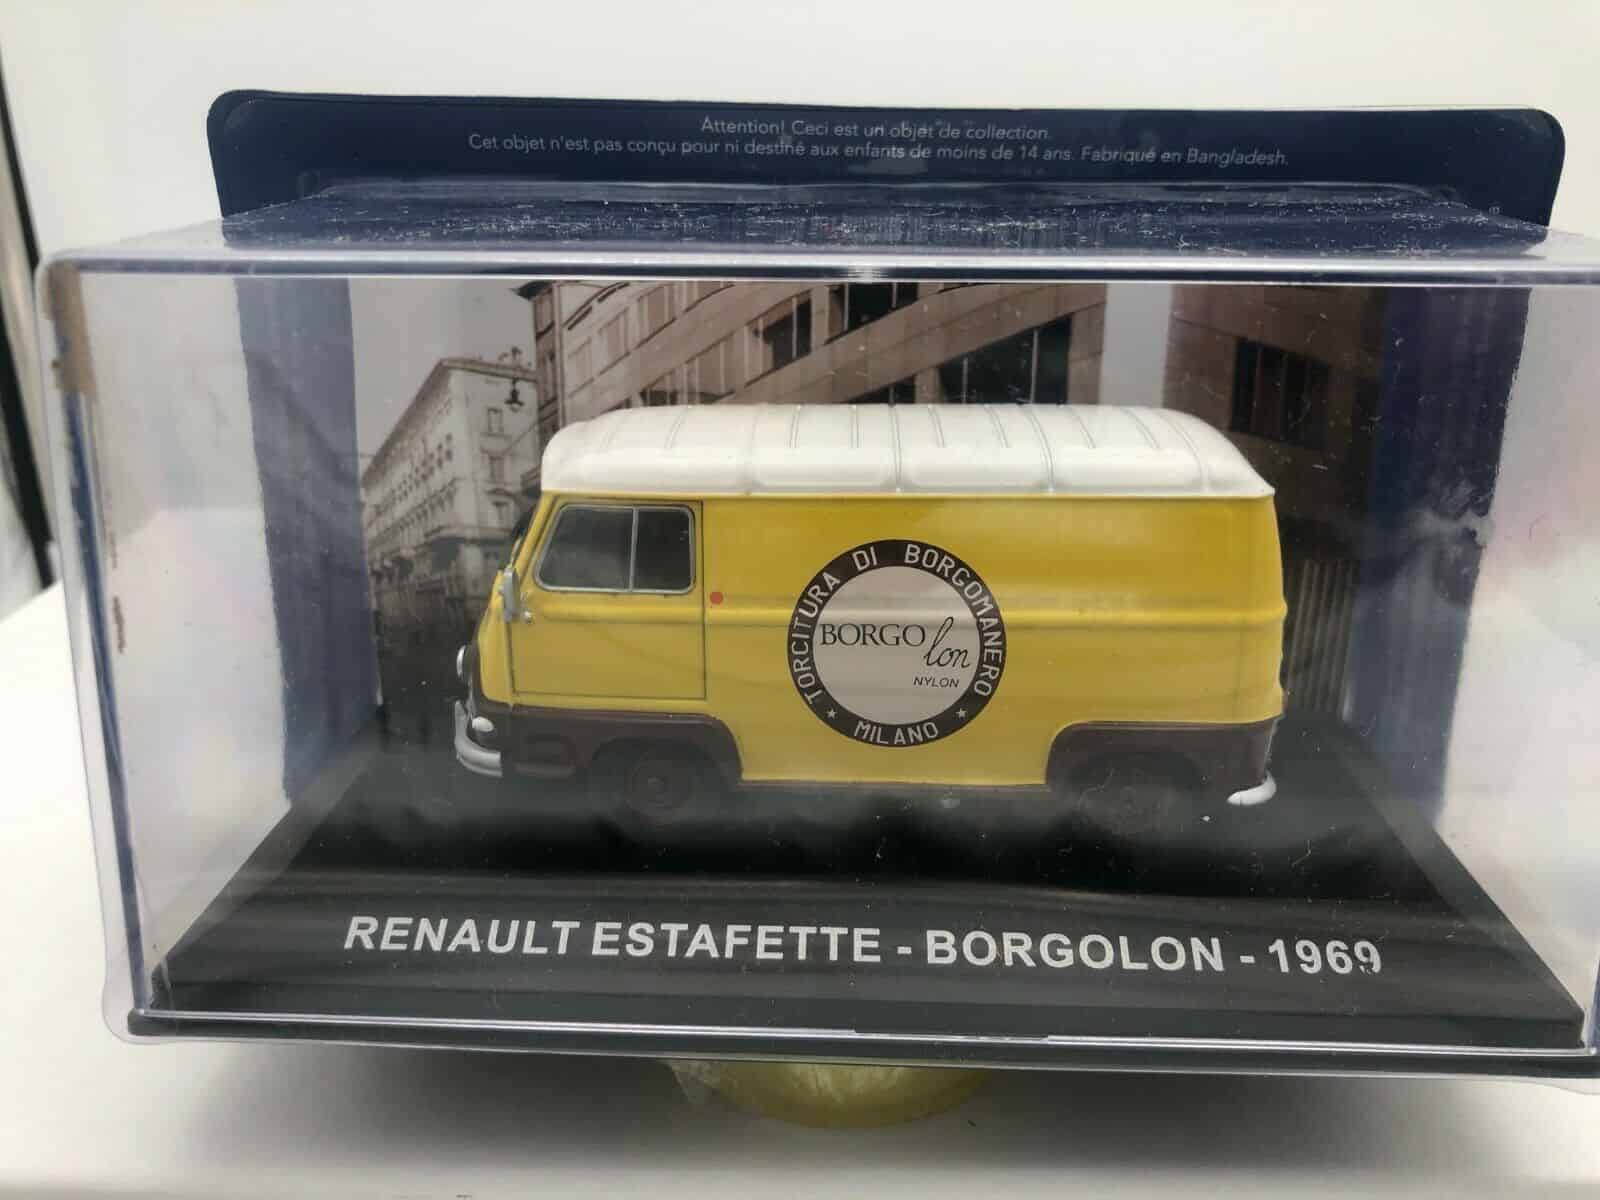 Attention! Ceci est un objet de collection.
Cet objet n'est pas conçu pour ni destiné aux enfants de moins de 14 ans. Fabriqué en Bangladesh.
TORCITURA DI BORGOMANERO
BORGO lon
NYLON
★ MILANO ★
RENAULT ESTAFETTE - BORGOLON - 1969